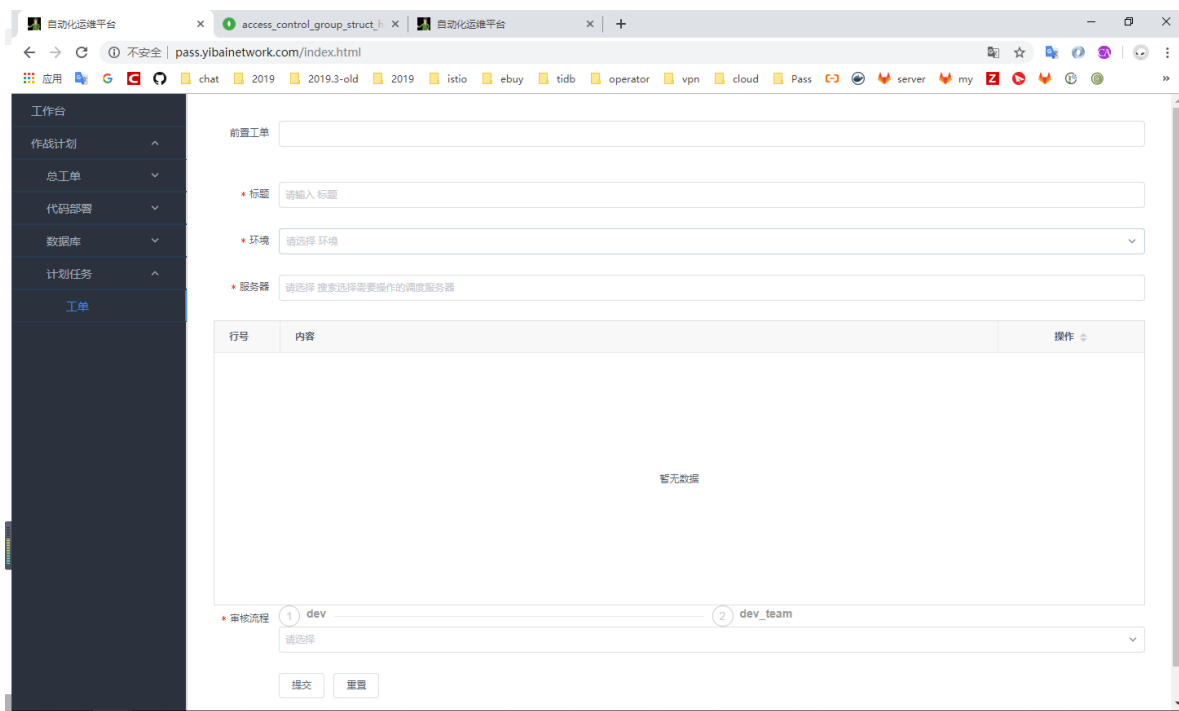 自动化运维平台
access_control_group_struct_h
自动化运维平台
不安全 | pass.yibainetwork.com/index.html
应用 chat 2019 2019.3-old 2019 istio ebuy tidb operator vpn cloud Pass server my
工作台
作战计划
总工单
代码部署
数据库
计划任务
工单
前置工单
* 标题 请输入 标题
* 环境 请选择 环境
* 服务器 请选择 搜索选择需要操作的调度服务器
行号 内容 操作
暂无数据
* 审核流程 1 dev 2 dev_team
请选择
提交 重置